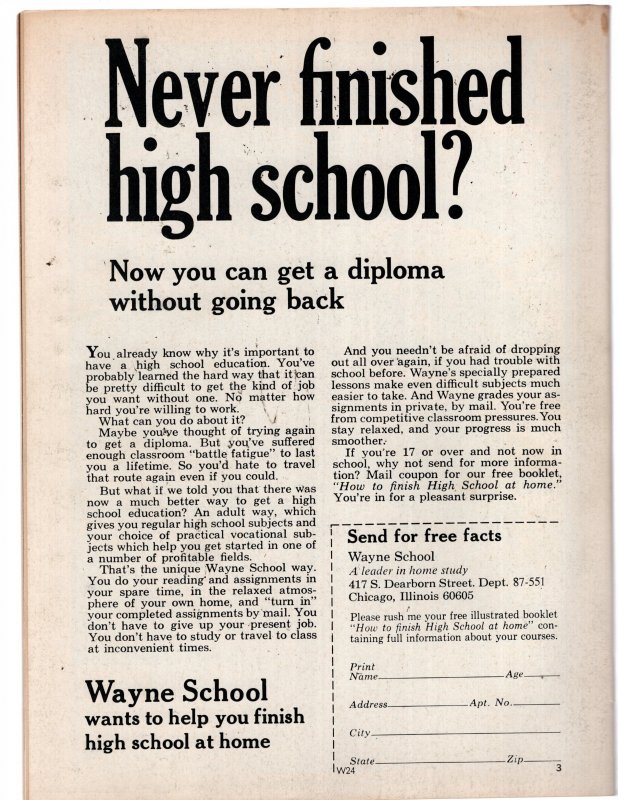 Never finished
high school?
Now you can get a diploma
without going back
You already know why it's important to
have a high school education. You've
probably learned the hard way that it can
be pretty difficult to get the kind of job
you want without one. No matter how
hard you're willing to work.
What can you do about it?
Maybe you've thought of trying again
to get a diploma. But you've suffered
enough classroom "battle fatigue" to last
you a lifetime. So you'd hate to travel
that route again even if you could.
But what if we told you that there was
now a much better way to get a high
school education? An adult way, which
gives you regular high school subjects and
your choice of practical vocational sub-
jects which help you get started in one of
a number of profitable fields.
That's the unique Wayne School way.
You do your reading and assignments in
your spare time, in the relaxed atmos-
phere of your own home, and "turn in"
your completed assignments by mail. You
don't have to give up your present job.
You don't have to study or travel to class
at inconvenient times.
Wayne School
wants to help you finish
high school at home
And you needn't be afraid of dropping
out all over again, if you had trouble with
school before. Wayne's specially prepared
lessons make even difficult subjects much
easier to take. And Wayne grades your as-
signments in private, by mail. You're free
from competitive classroom pressures. You
stay relaxed, and your progress is much
smoother.
If you're 17 or over and not now in
school, why not send for more informa-
tion? Mail coupon for our free booklet,
"How to finish High School at home."
You're in for a pleasant surprise.
Send for free facts
Wayne School
A leader in home study
417 S. Dearborn Street. Dept. 87-551
Chicago, Illinois 60605
Please rush me your free illustrated booklet
"How to finish High School at home" con-
taining full information about your courses.
Print
Name Age
Address Apt. No.
City
State Zip
W24 3